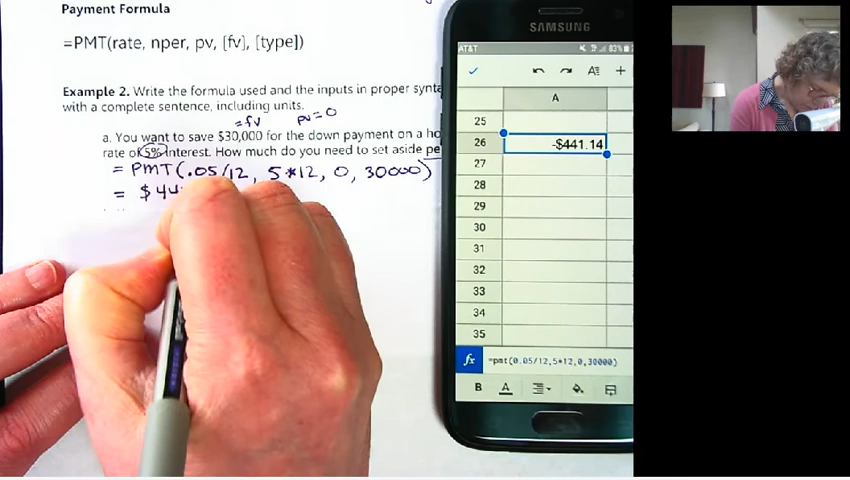 Payment Formula
=PMT(rate, nper, pv, [fv], [type])
Example 2. Write the formula used and the inputs in proper
with a complete sentence, including units.
=fv pv=0
a. You want to save $30,000 for the down payment on a
rate of 5% interest. How much do you need to set aside
= PMT(.05/12, 5*12, 0, 30000)
= $44
SAMSUNG
AT&T 83%
A
25
26 -$441.14
27
28
29
30
31
32
33
34
35
fx =pmt(0.05/12,5*12,0,30000)
B A